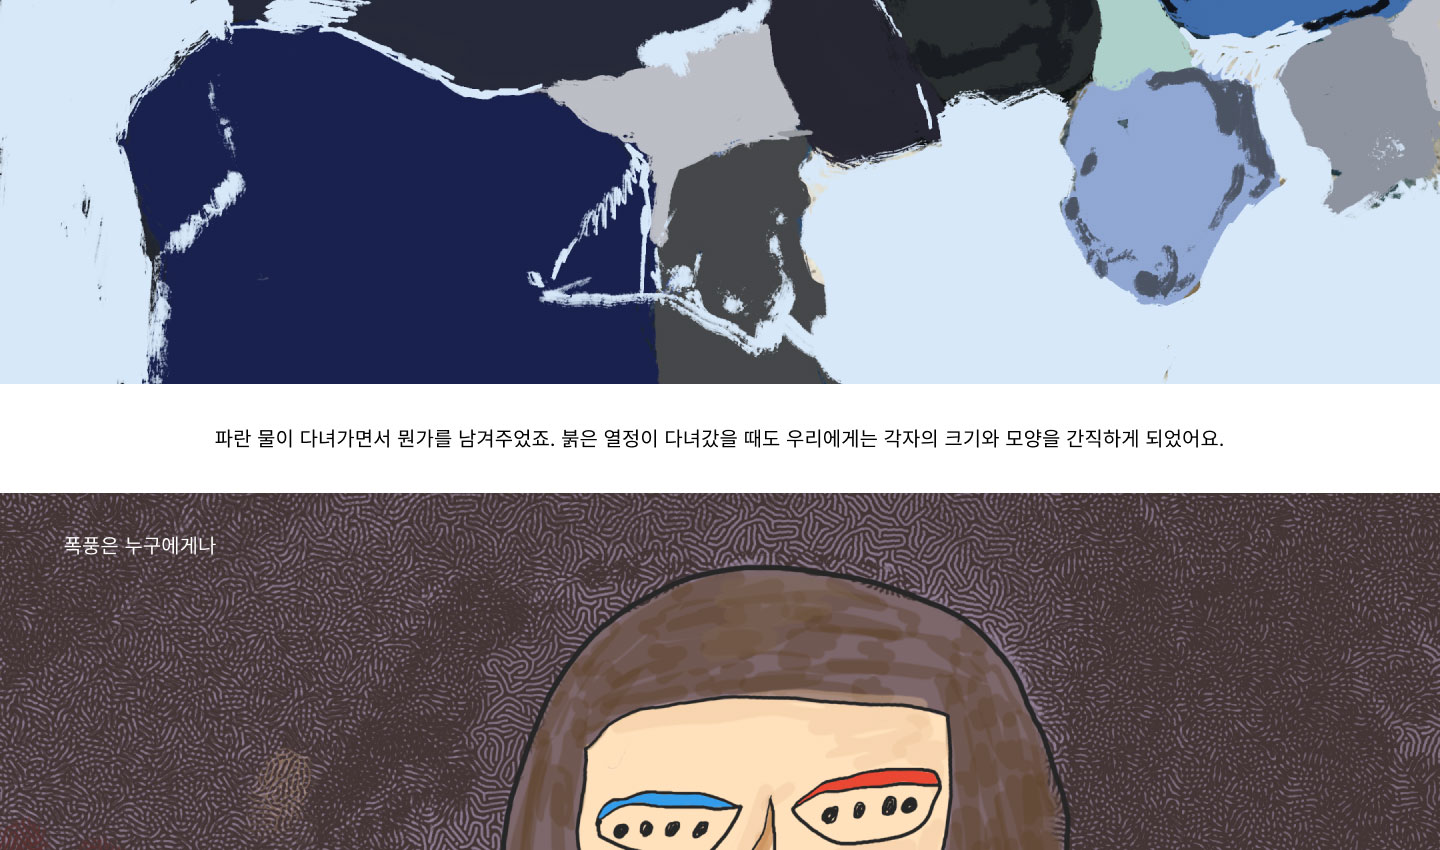 파란 물이 다녀가면서 뭔가를 남겨주었죠. 붉은 열정이 다녀갔을 때도 우리에게는 각자의 크기와 모양을 간직하게 되었어요.
폭풍은 누구에게나